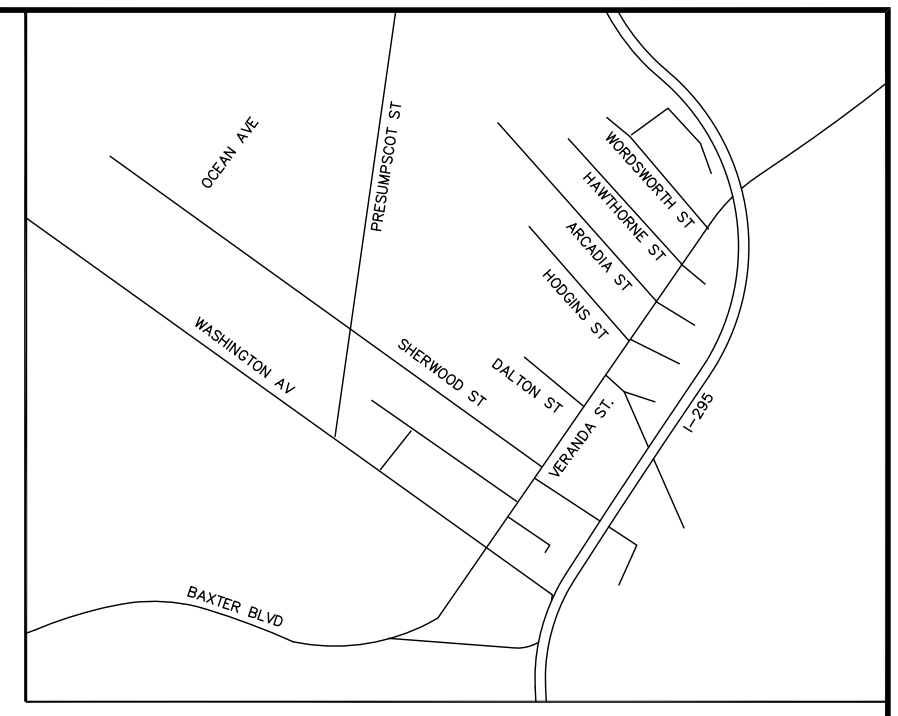 OCEAN AVE
PRESUMPSCOT ST
WORDSWORTH ST
HAWTHORNE ST
ARCADIA ST
HODGINS ST
WASHINGTON AV
SHERWOOD ST
DALTON ST
VERANDA ST.
I-295
BAXTER BLVD